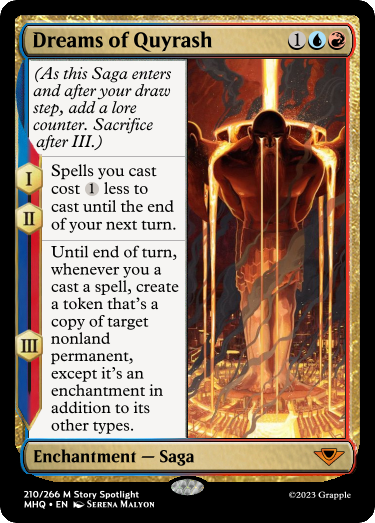 Dreams of Quyrash 1
(As this Saga enters
and after your draw
step, add a lore
counter. Sacrifice
after III.)
I
Spells you cast
cost 1 less to
cast until the end
of your next turn.
II
Until end of turn,
whenever you a
cast a spell, create
a token that's a
copy of target
nonland
permanent,
except it's an
enchantment in
addition to its
other types.
III
Enchantment — Saga
210/266 M Story Spotlight
MHQ • EN Serena Malyon
©2023 Grapple